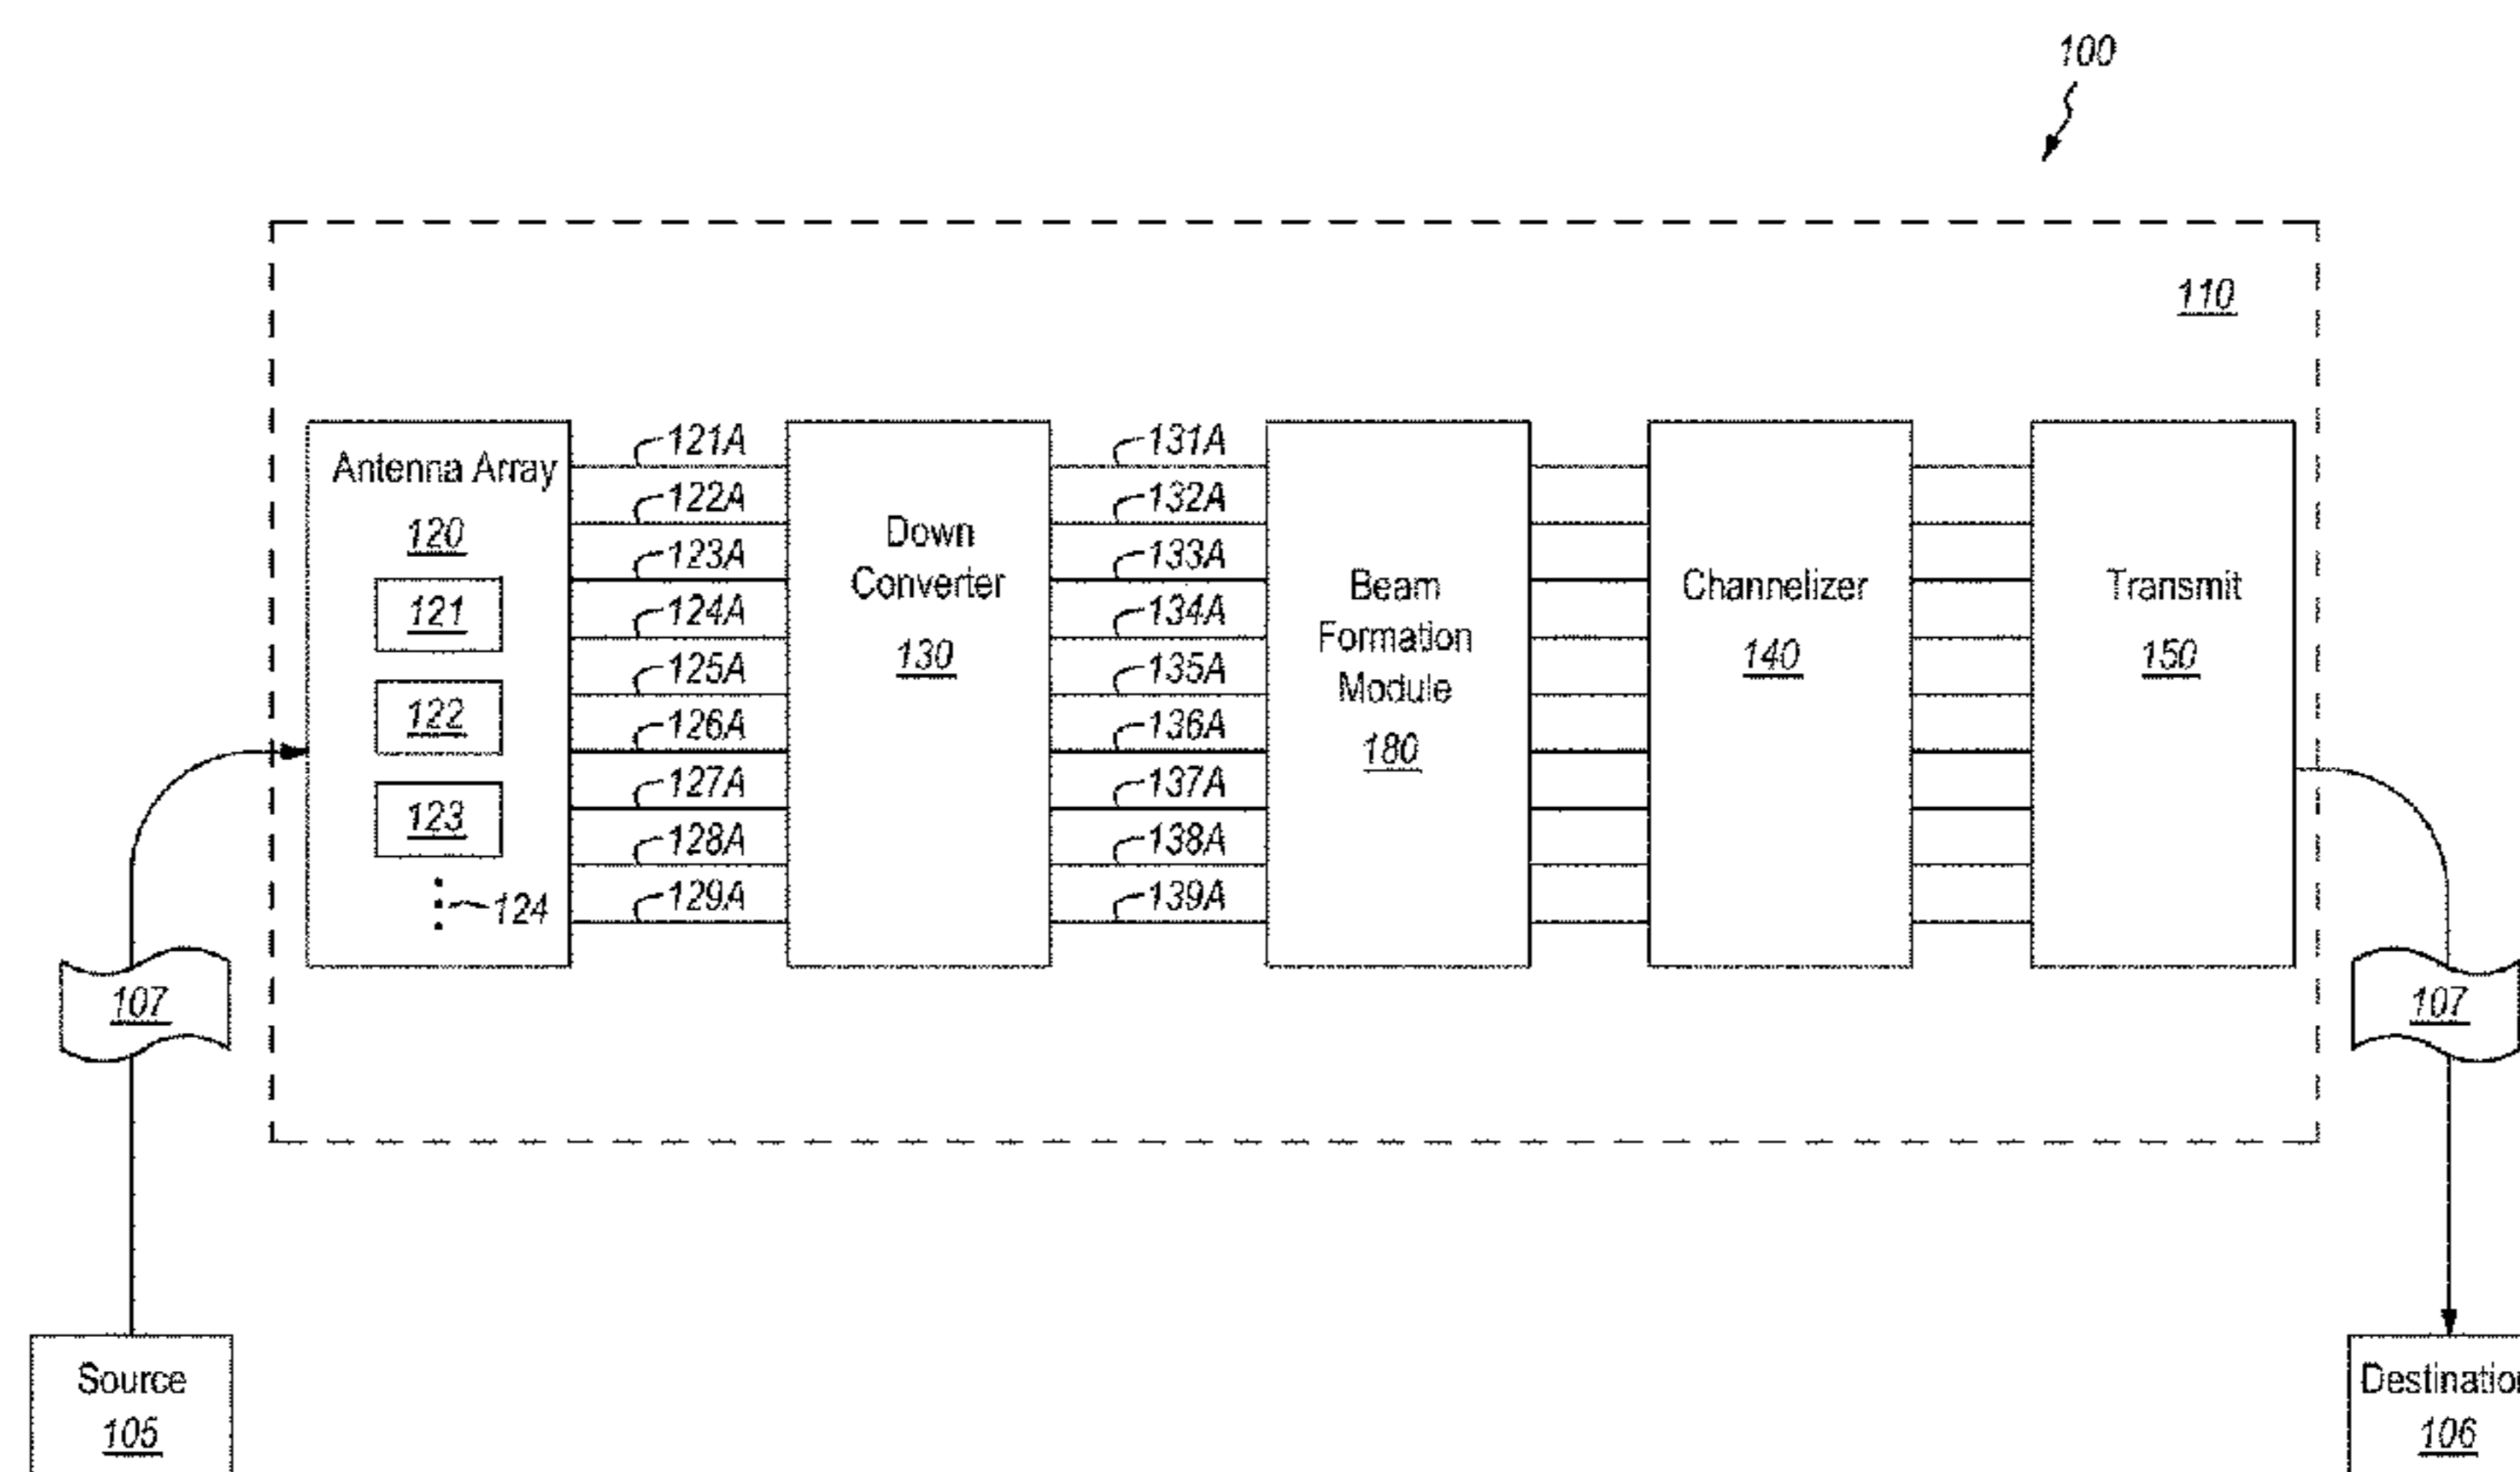 100
110
Antenna Array
120
121
122
123
124
121A
122A
123A
124A
125A
126A
127A
128A
129A
Down
Converter
130
131A
132A
133A
134A
135A
136A
137A
138A
139A
Beam
Formation
Module
180
Channelizer
140
Transmit
150
107
107
Source
105
Destination
106